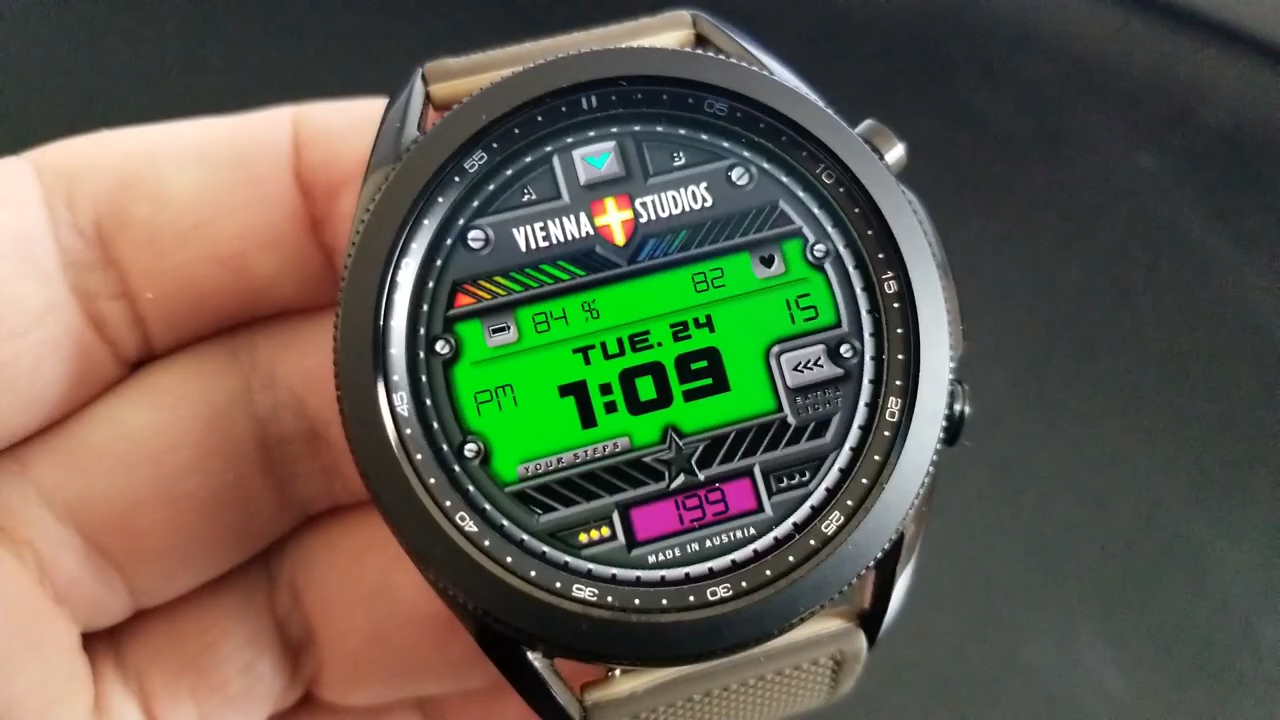 55
05
10
15
20
25
30
35
40
45
A
B
VIENNA STUDIOS
84 %
82
TUE. 24
15
PM
1:09
<<<
EXTRA
LIGHT
YOUR STEPS
199
MADE IN AUSTRIA